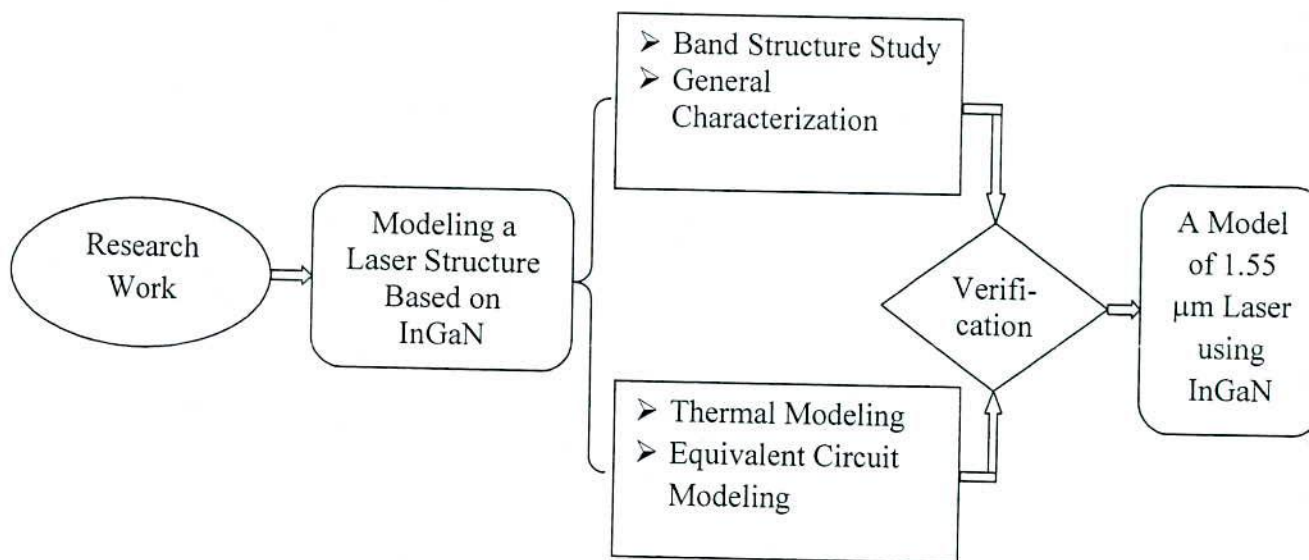 Research
Work
Modeling a
Laser Structure
Based on
InGaN
➢ Band Structure Study
➢ General
Characterization
➢ Thermal Modeling
➢ Equivalent Circuit
Modeling
Verifi-
cation
A Model
of 1.55
μm Laser
using
InGaN